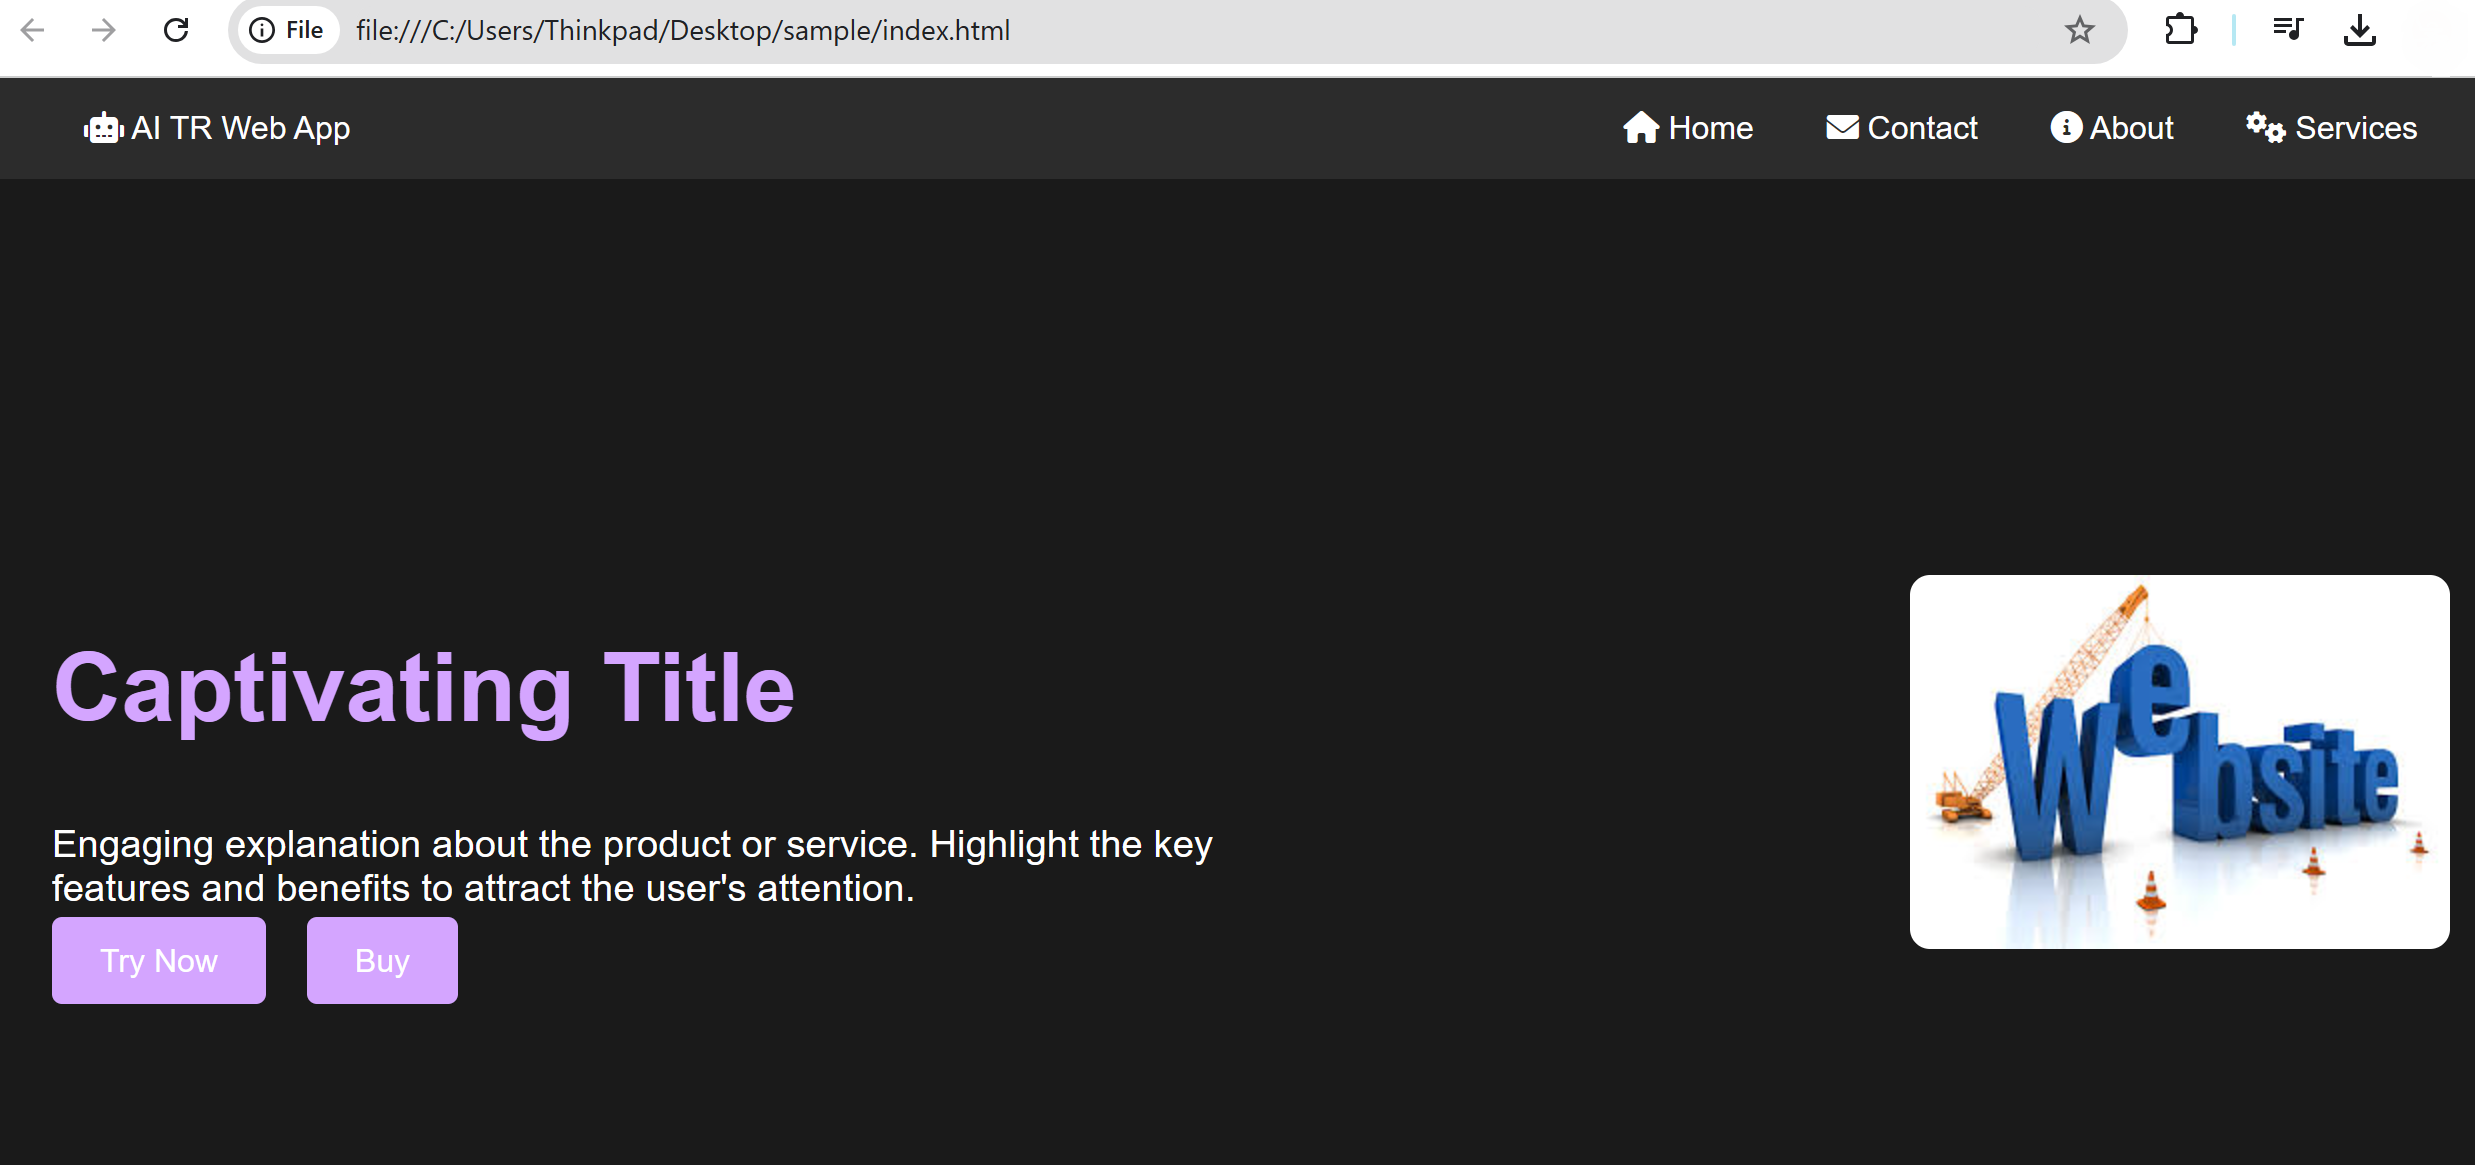 File file:///C:/Users/Thinkpad/Desktop/sample/index.html
AI TR Web App Home Contact About Services
Captivating Title
Website
Engaging explanation about the product or service. Highlight the key
features and benefits to attract the user's attention.
Try Now Buy